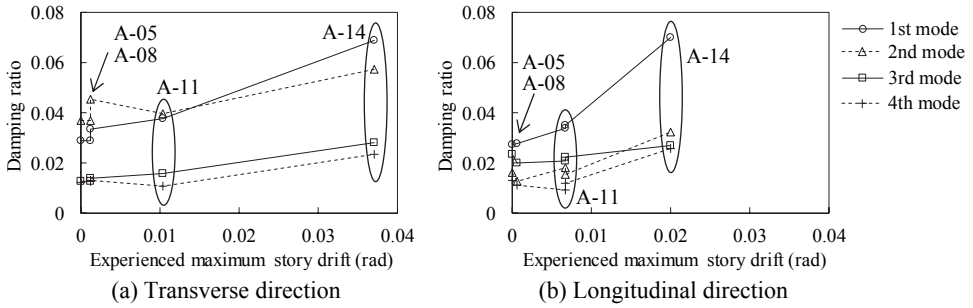 0.08
0.06
0.04
0.02
0
Damping ratio
A-05
A-08
A-11
A-14
0 0.01 0.02 0.03 0.04
Experienced maximum story drift (rad)
(a) Transverse direction
0.08
0.06
0.04
0.02
0
Damping ratio
A-05
A-08
A-14
A-11
0 0.01 0.02 0.03 0.04
Experienced maximum story drift (rad)
(b) Longitudinal direction
1st mode
2nd mode
3rd mode
4th mode